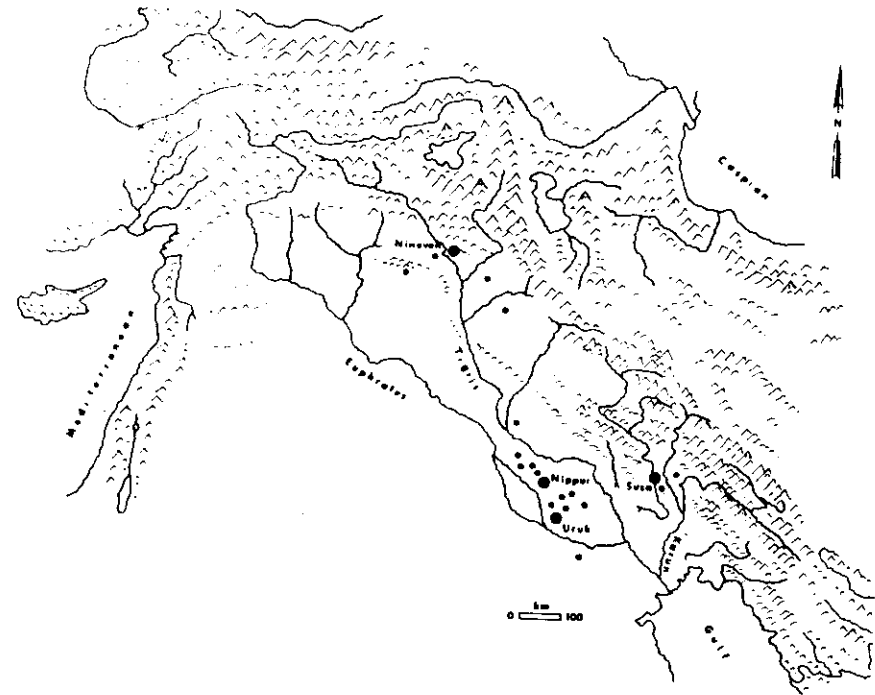 N
Caspian
Nineveh
Mediterranean
Euphrates
Tigris
Nippur
Susa
Uruk
Karun
km
0 100
Gulf